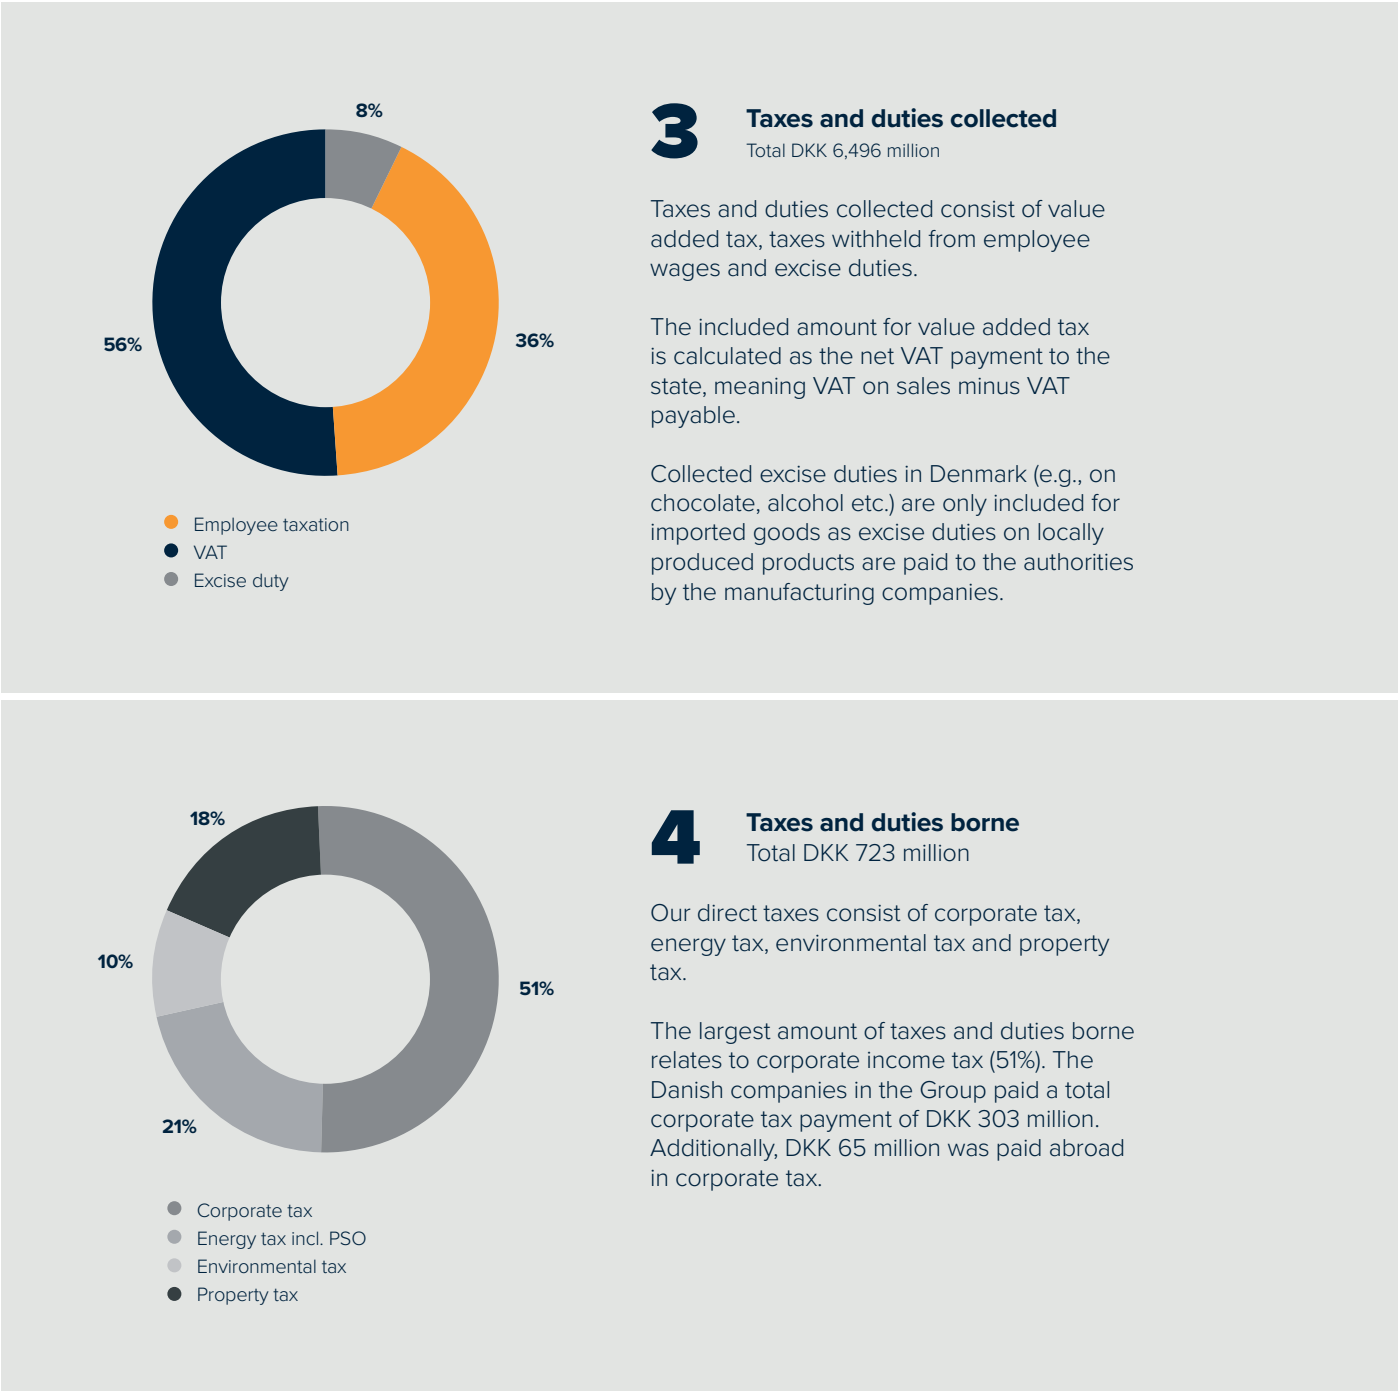 8%
56%
36%
Employee taxation
VAT
Excise duty
3
Taxes and duties collected
Total DKK 6,496 million
Taxes and duties collected consist of value
added tax, taxes withheld from employee
wages and excise duties.
The included amount for value added tax
is calculated as the net VAT payment to the
state, meaning VAT on sales minus VAT
payable.
Collected excise duties in Denmark (e.g., on
chocolate, alcohol etc.) are only included for
imported goods as excise duties on locally
produced products are paid to the authorities
by the manufacturing companies.
18%
10%
51%
21%
Corporate tax
Energy tax incl. PSO
Environmental tax
Property tax
4
Taxes and duties borne
Total DKK 723 million
Our direct taxes consist of corporate tax,
energy tax, environmental tax and property
tax.
The largest amount of taxes and duties borne
relates to corporate income tax (51%). The
Danish companies in the Group paid a total
corporate tax payment of DKK 303 million.
Additionally, DKK 65 million was paid abroad
in corporate tax.